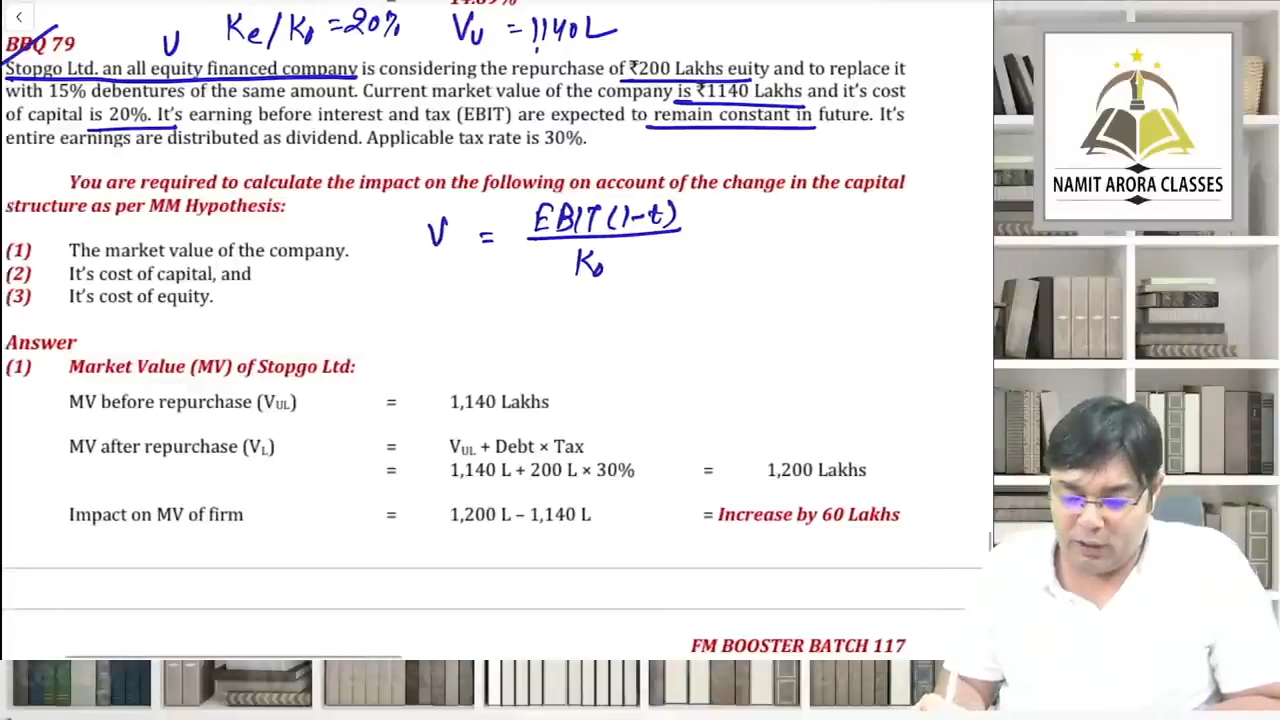 14.89%
U Ke/Ko = 20% Vu = 1140L
BBQ 79
Stopgo Ltd. an all equity financed company is considering the repurchase of ₹200 Lakhs euity and to replace it
with 15% debentures of the same amount. Current market value of the company is ₹1140 Lakhs and it's cost
of capital is 20%. It's earning before interest and tax (EBIT) are expected to remain constant in future. It's
entire earnings are distributed as dividend. Applicable tax rate is 30%.
You are required to calculate the impact on the following on account of the change in the capital
structure as per MM Hypothesis:
V = EBIT(1-t)
Ko
(1) The market value of the company.
(2) It's cost of capital, and
(3) It's cost of equity.
Answer
(1) Market Value (MV) of Stopgo Ltd:
MV before repurchase (VUL) = 1,140 Lakhs
MV after repurchase (VL) = VUL + Debt × Tax
= 1,140 L + 200 L × 30% = 1,200 Lakhs
Impact on MV of firm = 1,200 L – 1,140 L = Increase by 60 Lakhs
FM BOOSTER BATCH 117
NAMIT ARORA CLASSES